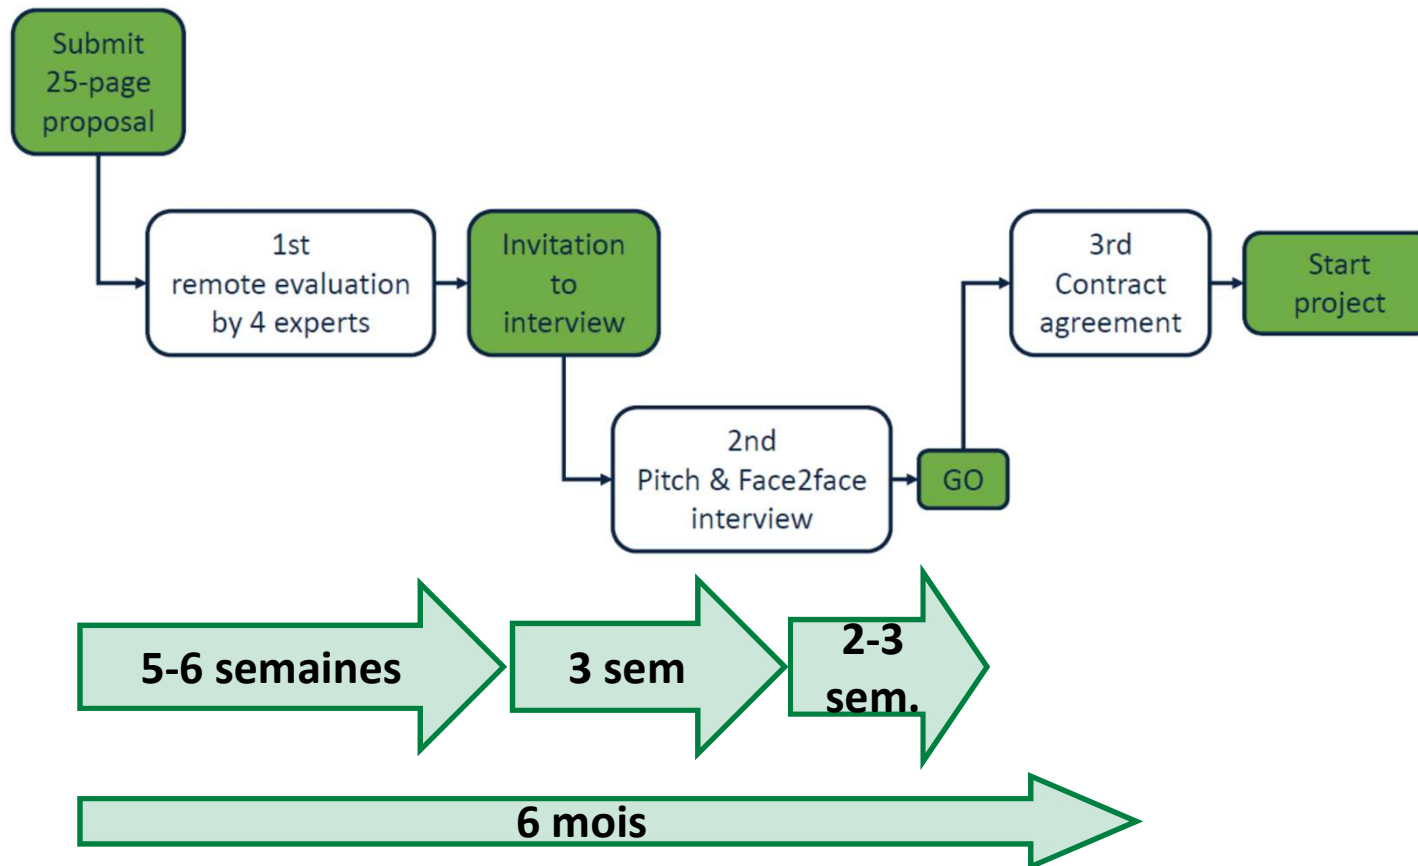 Submit
25-page
proposal
1st
remote evaluation
by 4 experts
Invitation
to
interview
2nd
Pitch & Face2face
interview
GO
3rd
Contract
agreement
Start
project
5-6 semaines
3 sem
2-3
sem.
6 mois